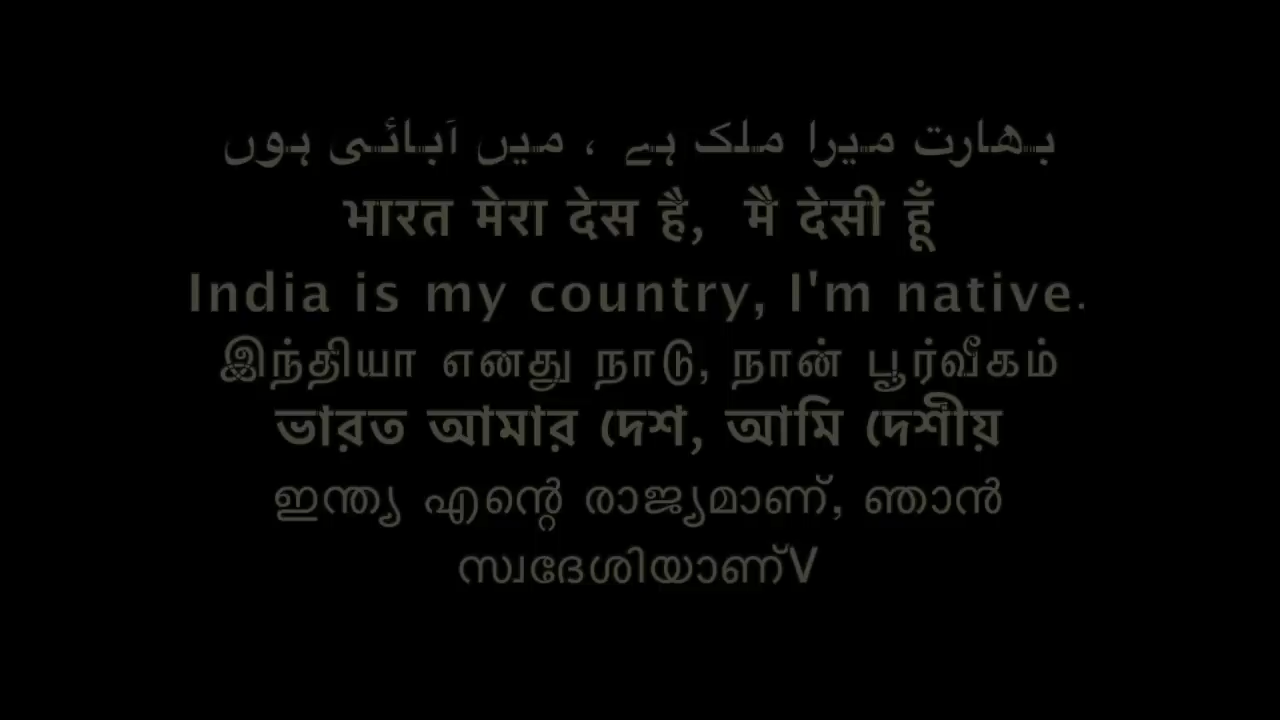 بھارت میرا ملک ہے ، میں آبائی ہوں
भारत मेरा देस है, मै देसी हूँ
India is my country, I'm native.
இந்தியா எனது நாடு, நான் பூர்வீகம்
ভারত আমার দেশ, আমি দেশীয়
ഇന്ത്യ എന്റെ രാജ്യമാണ്, ഞാൻ
സ്വദേശിയാണ്V